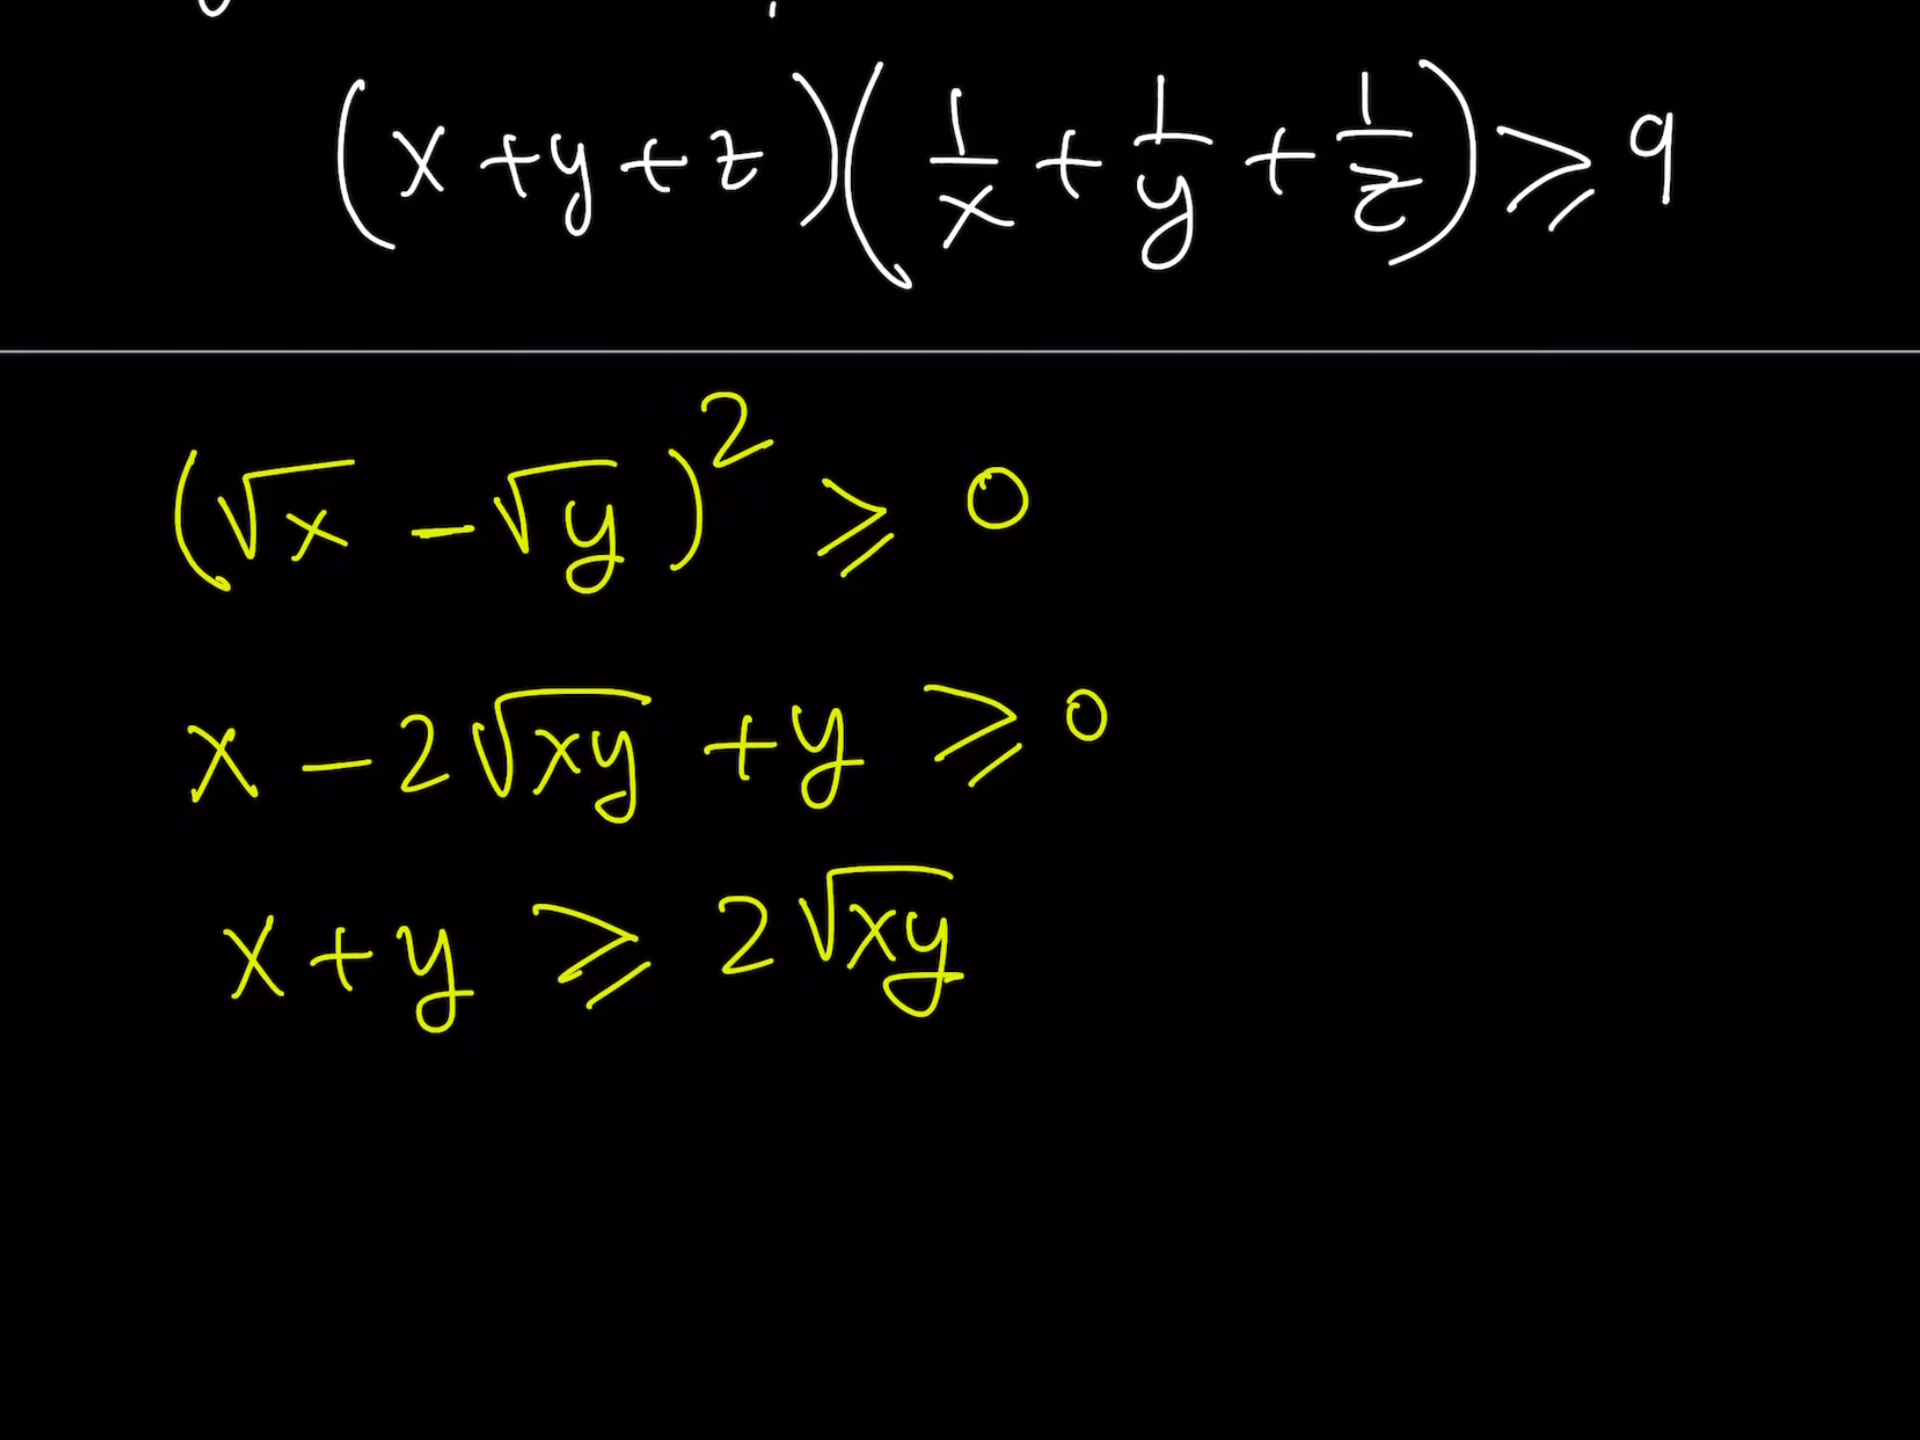 (x+y+z)(1/x + 1/y + 1/z) ⩾ 9
(√x - √y)² ⩾ 0
x - 2√xy + y ⩾ 0
x + y ⩾ 2√xy